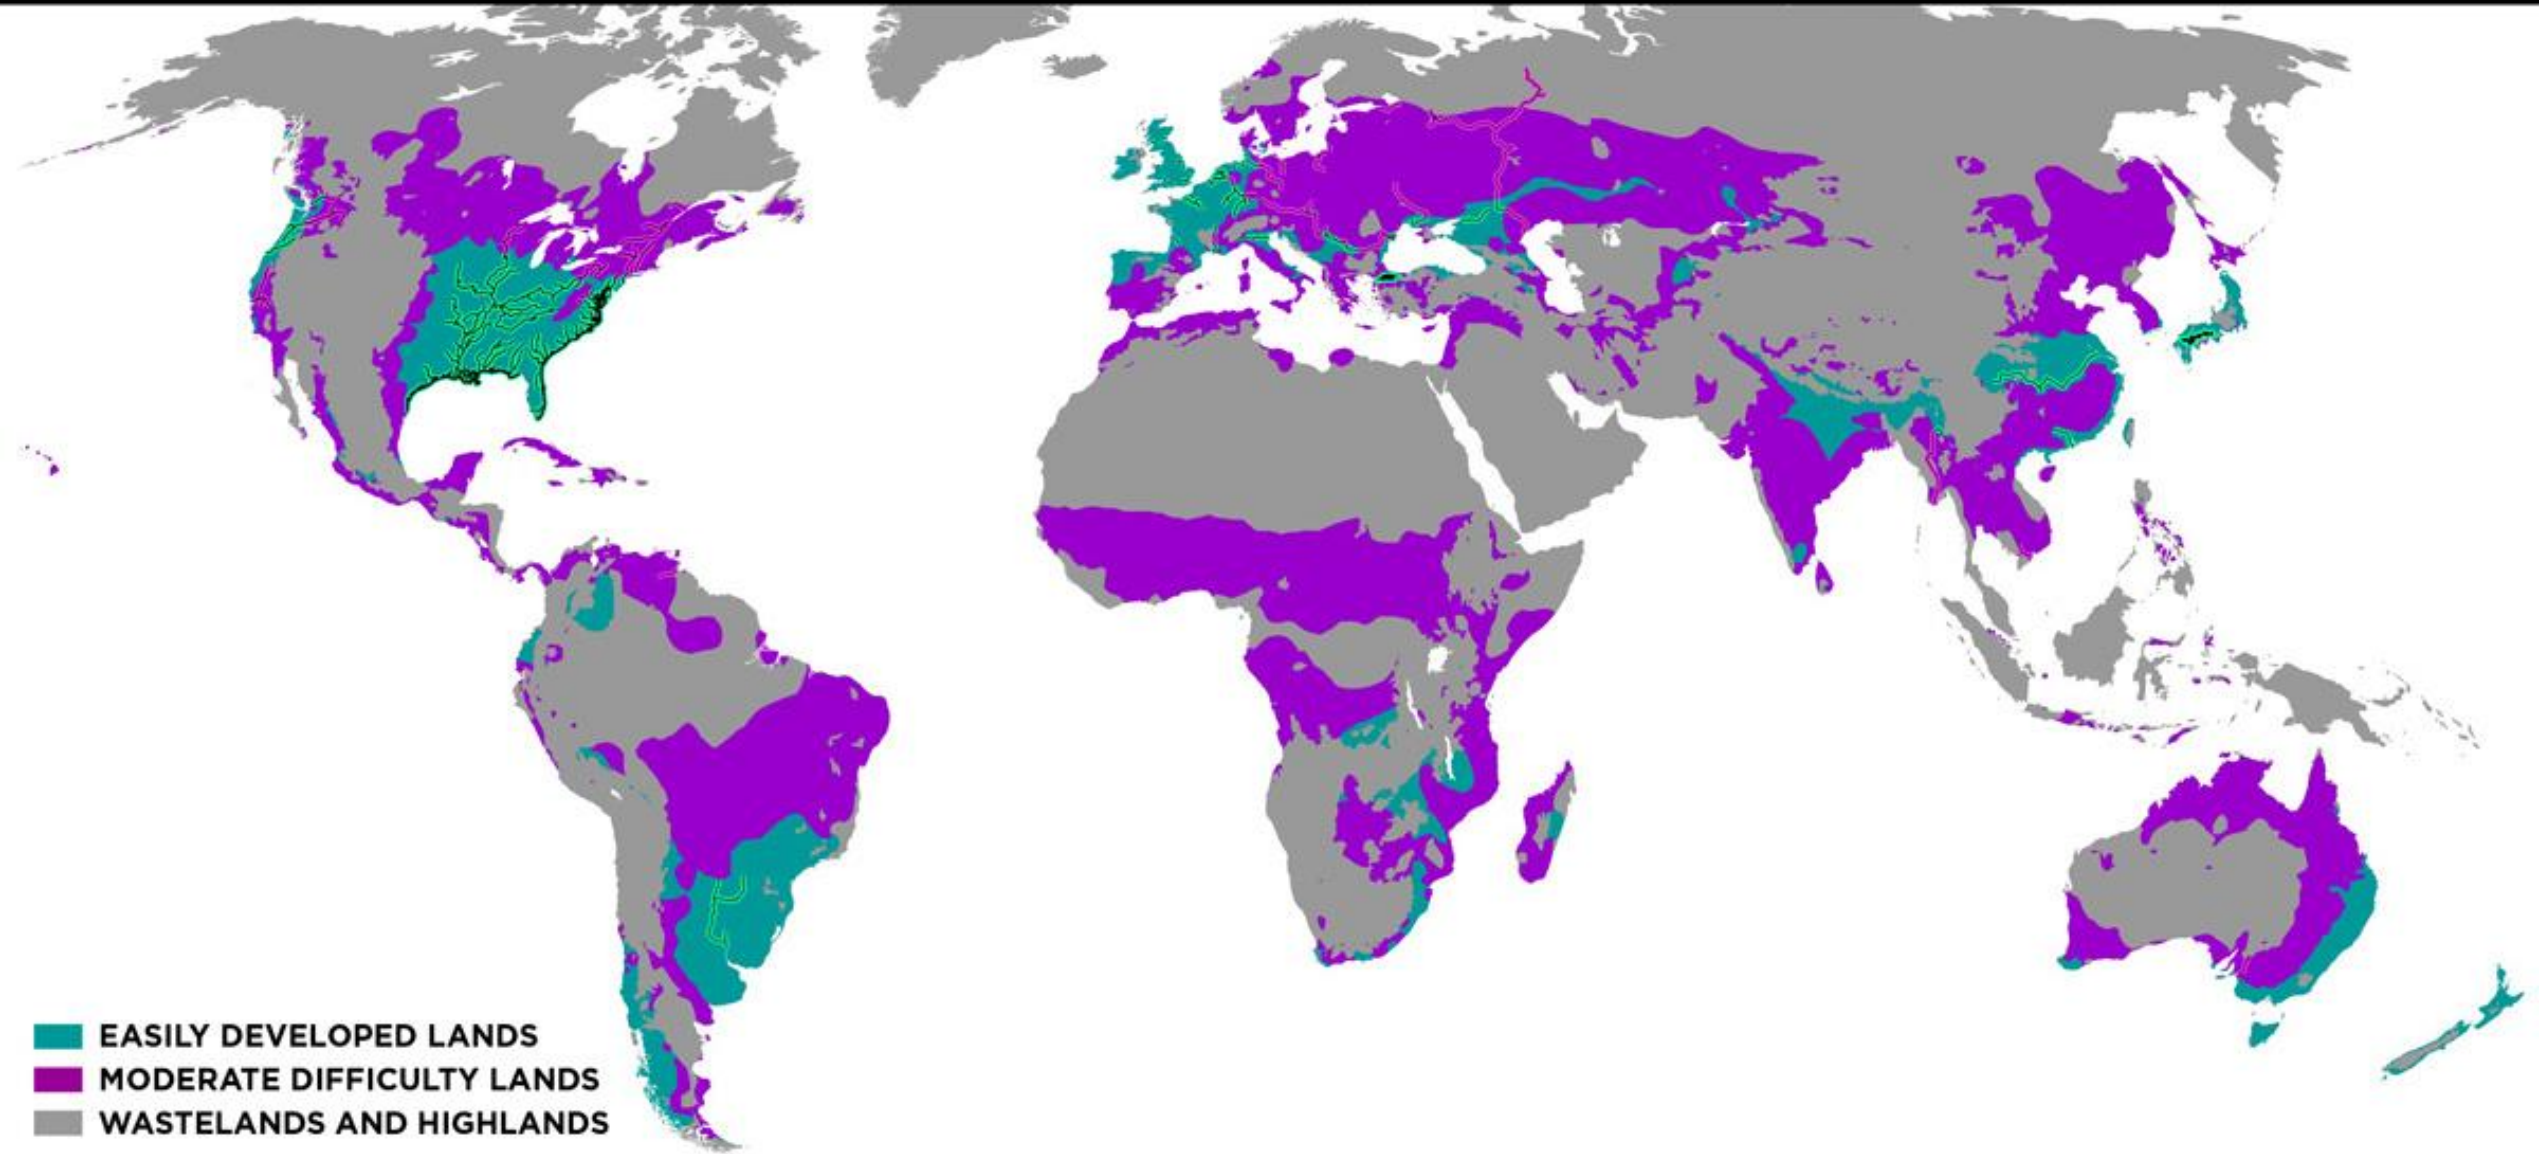 EASILY DEVELOPED LANDS
MODERATE DIFFICULTY LANDS
WASTELANDS AND HIGHLANDS